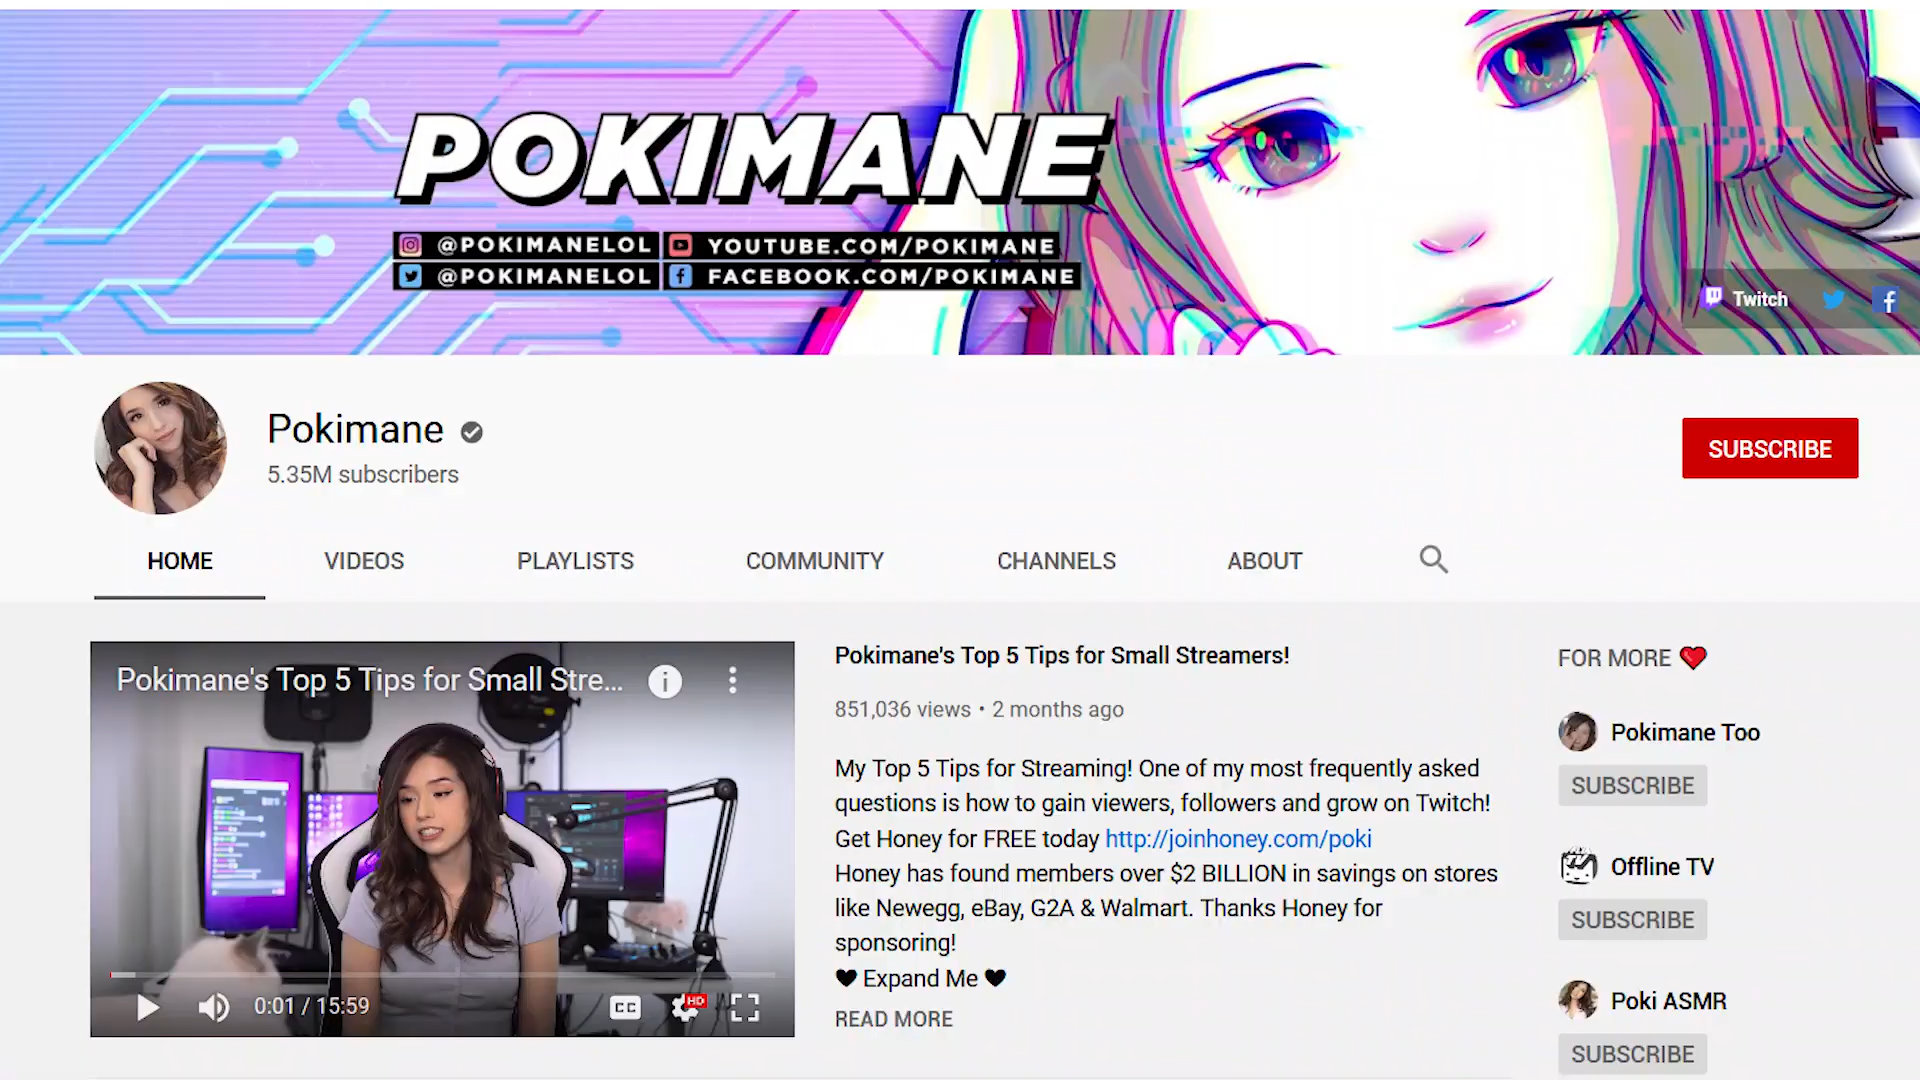 POKIMANE
@POKIMANELOL YOUTUBE.COM/POKIMANE
@POKIMANELOL FACEBOOK.COM/POKIMANE
Twitch
Pokimane
5.35M subscribers
SUBSCRIBE
HOME VIDEOS PLAYLISTS COMMUNITY CHANNELS ABOUT
Pokimane's Top 5 Tips for Small Stre...
0:01 / 15:59
CC
HD
Pokimane's Top 5 Tips for Small Streamers!
851,036 views • 2 months ago
My Top 5 Tips for Streaming! One of my most frequently asked
questions is how to gain viewers, followers and grow on Twitch!
Get Honey for FREE today http://joinhoney.com/poki
Honey has found members over $2 BILLION in savings on stores
like Newegg, eBay, G2A & Walmart. Thanks Honey for
sponsoring!
🖤 Expand Me 🖤
READ MORE
FOR MORE ❤️
Pokimane Too
SUBSCRIBE
Offline TV
SUBSCRIBE
Poki ASMR
SUBSCRIBE